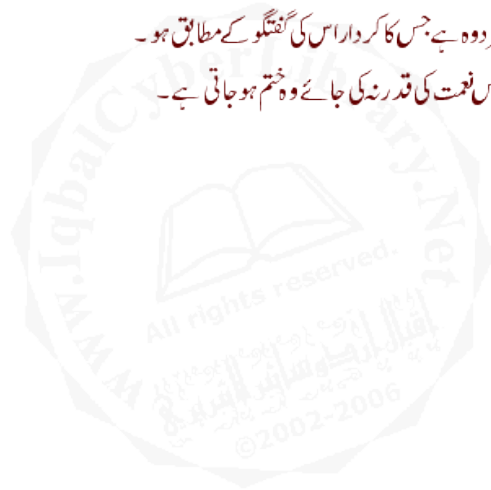 دوہ ہے جس کا کردار اس کی گفتگو کے مطابق ہو ۔
نعمت کی قدر نہ کی جائے وہ ختم ہو جاتی ہے ۔
www.IqbalCyberLibrary.Net
All rights reserved.
©2002-2006